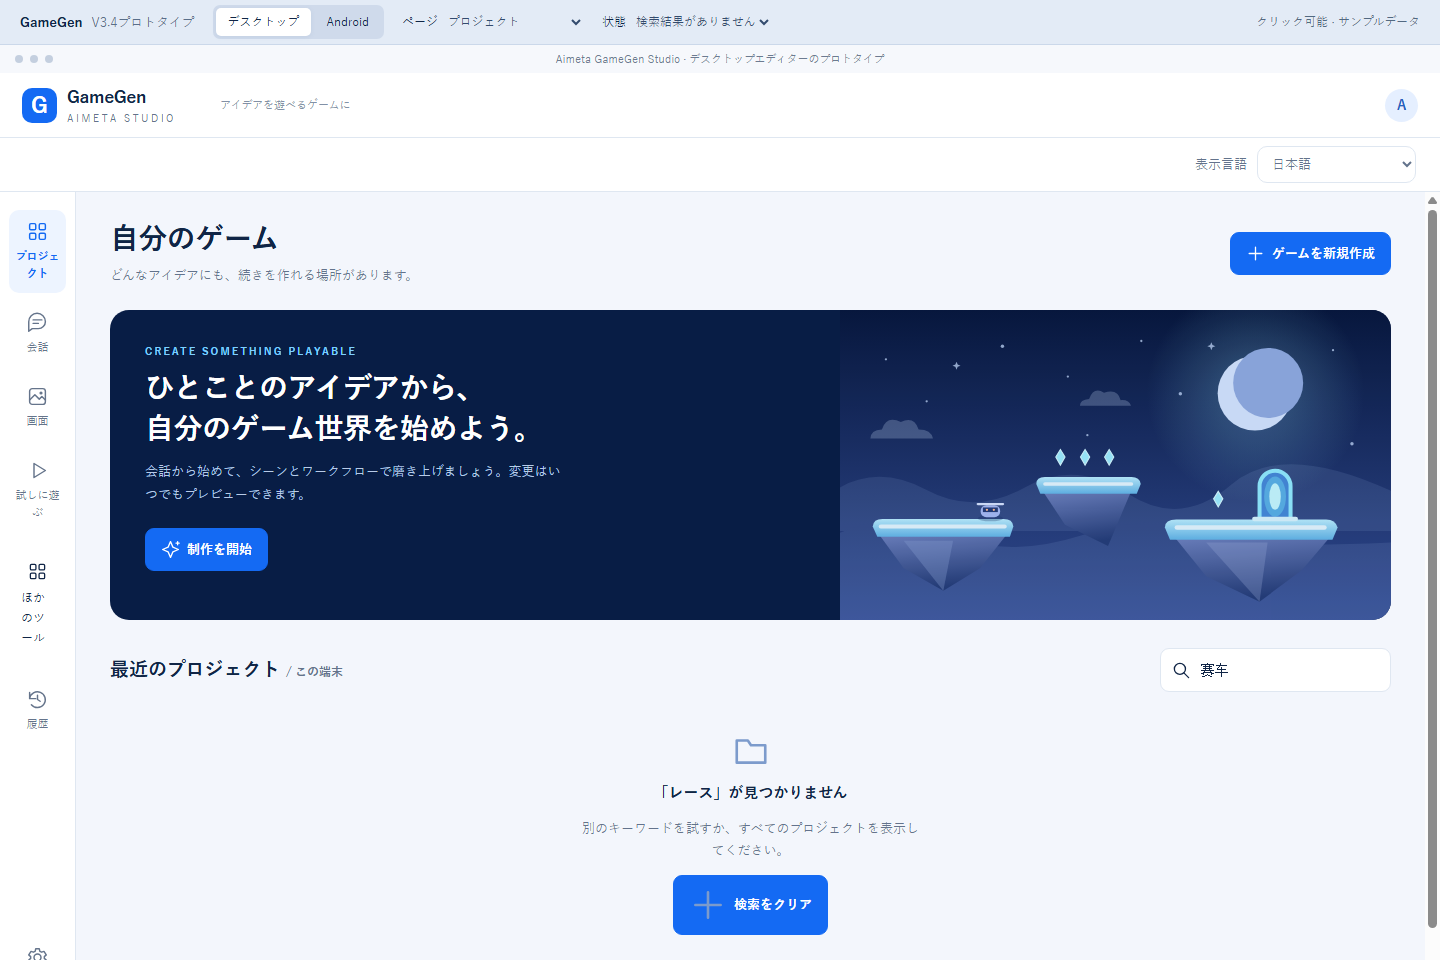 GameGen V3.4プロトタイプ デスクトップ Android ページ プロジェクト 状態 検索結果がありません クリック可能 · サンプルデータ
Aimeta GameGen Studio · デスクトップエディターのプロトタイプ
G GameGen
AIMETA STUDIO
アイデアを遊べるゲームに
A
表示言語 日本語
プロジェ
クト
会話
画面
試しに遊
ぶ
ほか
のツ
ール
履歴
自分のゲーム
どんなアイデアにも、続きを作れる場所があります。
ゲームを新規作成
CREATE SOMETHING PLAYABLE
ひとことのアイデアから、
自分のゲーム世界を始めよう。
会話から始めて、シーンとワークフローで磨き上げましょう。変更はい
つでもプレビューできます。
制作を開始
最近のプロジェクト / この端末
赛车
「レース」が見つかりません
別のキーワードを試すか、すべてのプロジェクトを表示し
てください。
検索をクリア